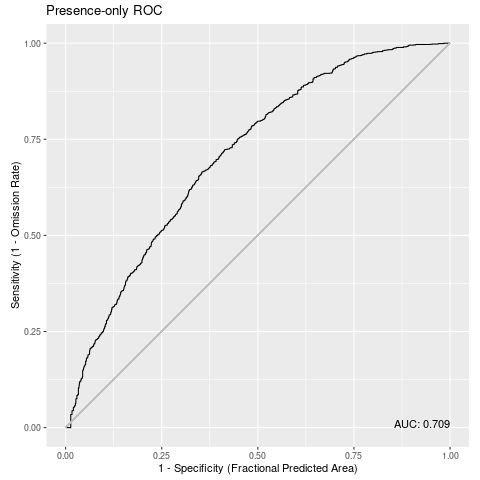 Presence-only ROC
1.00
0.75
0.50
0.25
0.00
Sensitivity (1 - Omission Rate)
AUC: 0.709
0.00 0.25 0.50 0.75 1.00
1 - Specificity (Fractional Predicted Area)